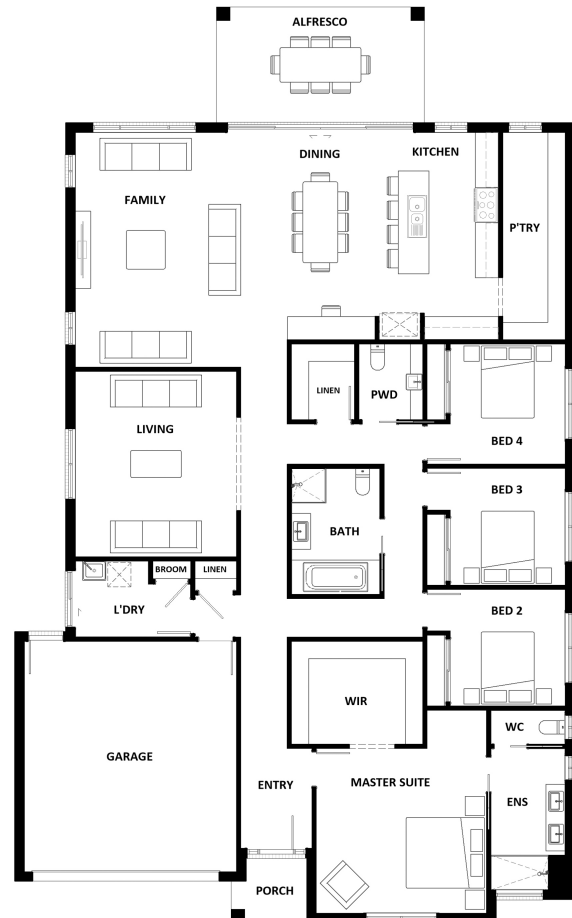 ALFRESCO
DINING
KITCHEN
FAMILY
P'TRY
LINEN
PWD
LIVING
BED 4
BED 3
BATH
BROOM
LINEN
L'DRY
BED 2
WIR
WC
GARAGE
ENTRY
MASTER SUITE
ENS
PORCH